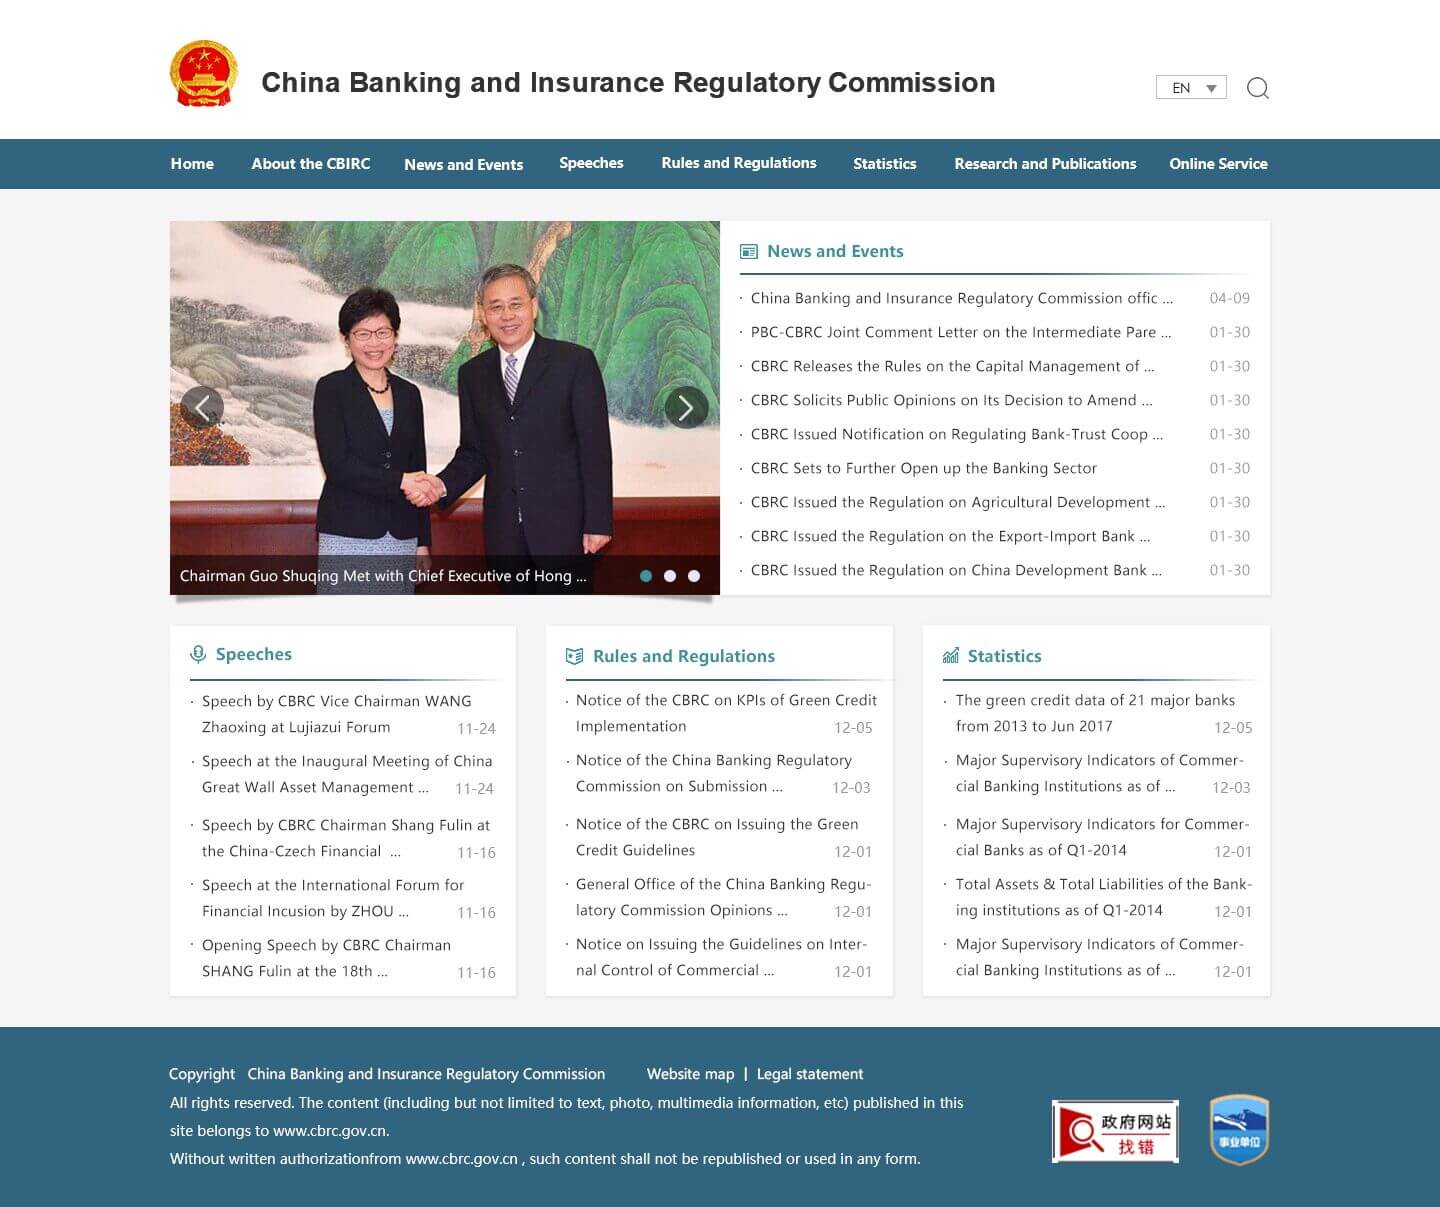 China Banking and Insurance Regulatory Commission
EN
Home About the CBIRC News and Events Speeches Rules and Regulations Statistics Research and Publications Online Service
Chairman Guo Shuqing Met with Chief Executive of Hong ...
News and Events
· China Banking and Insurance Regulatory Commission offic ... 04-09
· PBC-CBRC Joint Comment Letter on the Intermediate Pare ... 01-30
· CBRC Releases the Rules on the Capital Management of ... 01-30
· CBRC Solicits Public Opinions on Its Decision to Amend ... 01-30
· CBRC Issued Notification on Regulating Bank-Trust Coop ... 01-30
· CBRC Sets to Further Open up the Banking Sector 01-30
· CBRC Issued the Regulation on Agricultural Development ... 01-30
· CBRC Issued the Regulation on the Export-Import Bank ... 01-30
· CBRC Issued the Regulation on China Development Bank ... 01-30
Speeches
· Speech by CBRC Vice Chairman WANG
Zhaoxing at Lujiazui Forum 11-24
· Speech at the Inaugural Meeting of China
Great Wall Asset Management ... 11-24
· Speech by CBRC Chairman Shang Fulin at
the China-Czech Financial ... 11-16
· Speech at the International Forum for
Financial Incusion by ZHOU ... 11-16
· Opening Speech by CBRC Chairman
SHANG Fulin at the 18th ... 11-16
Rules and Regulations
· Notice of the CBRC on KPIs of Green Credit
Implementation 12-05
· Notice of the China Banking Regulatory
Commission on Submission ... 12-03
· Notice of the CBRC on Issuing the Green
Credit Guidelines 12-01
· General Office of the China Banking Regu-
latory Commission Opinions ... 12-01
· Notice on Issuing the Guidelines on Inter-
nal Control of Commercial ... 12-01
Statistics
· The green credit data of 21 major banks
from 2013 to Jun 2017 12-05
· Major Supervisory Indicators of Commer-
cial Banking Institutions as of ... 12-03
· Major Supervisory Indicators for Commer-
cial Banks as of Q1-2014 12-01
· Total Assets & Total Liabilities of the Bank-
ing institutions as of Q1-2014 12-01
· Major Supervisory Indicators of Commer-
cial Banking Institutions as of ... 12-01
Copyright China Banking and Insurance Regulatory Commission Website map | Legal statement
All rights reserved. The content (including but not limited to text, photo, multimedia information, etc) published in this
site belongs to www.cbrc.gov.cn.
Without written authorizationfrom www.cbrc.gov.cn , such content shall not be republished or used in any form.
政府网站
找错
事业单位